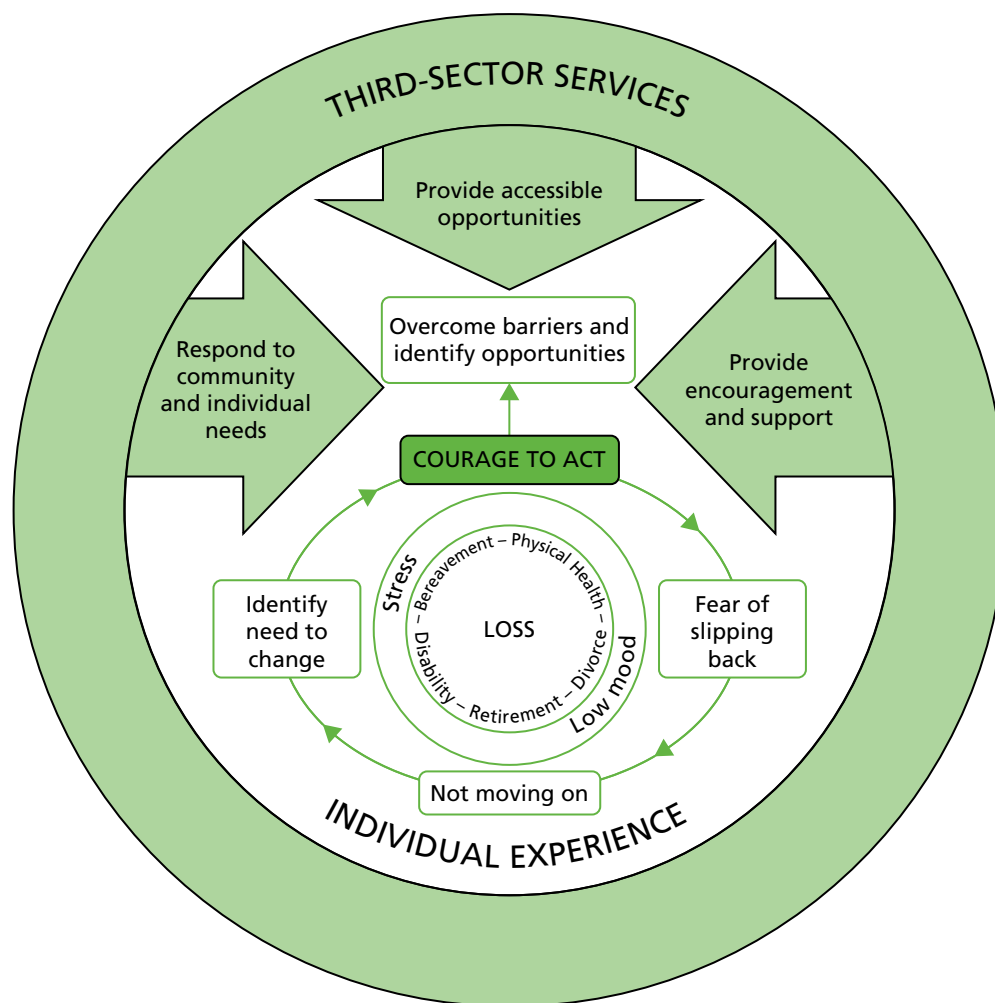 THIRD-SECTOR SERVICES
Provide accessible
opportunities
Respond to
community
and individual
needs
Overcome barriers and
identify opportunities
Provide
encouragement
and support
COURAGE TO ACT
Identify
need to
change
Stress
– Bereavement – Physical Health –
LOSS
Disability – Retirement – Divorce
Low mood
Fear of
slipping
back
Not moving on
INDIVIDUAL EXPERIENCE